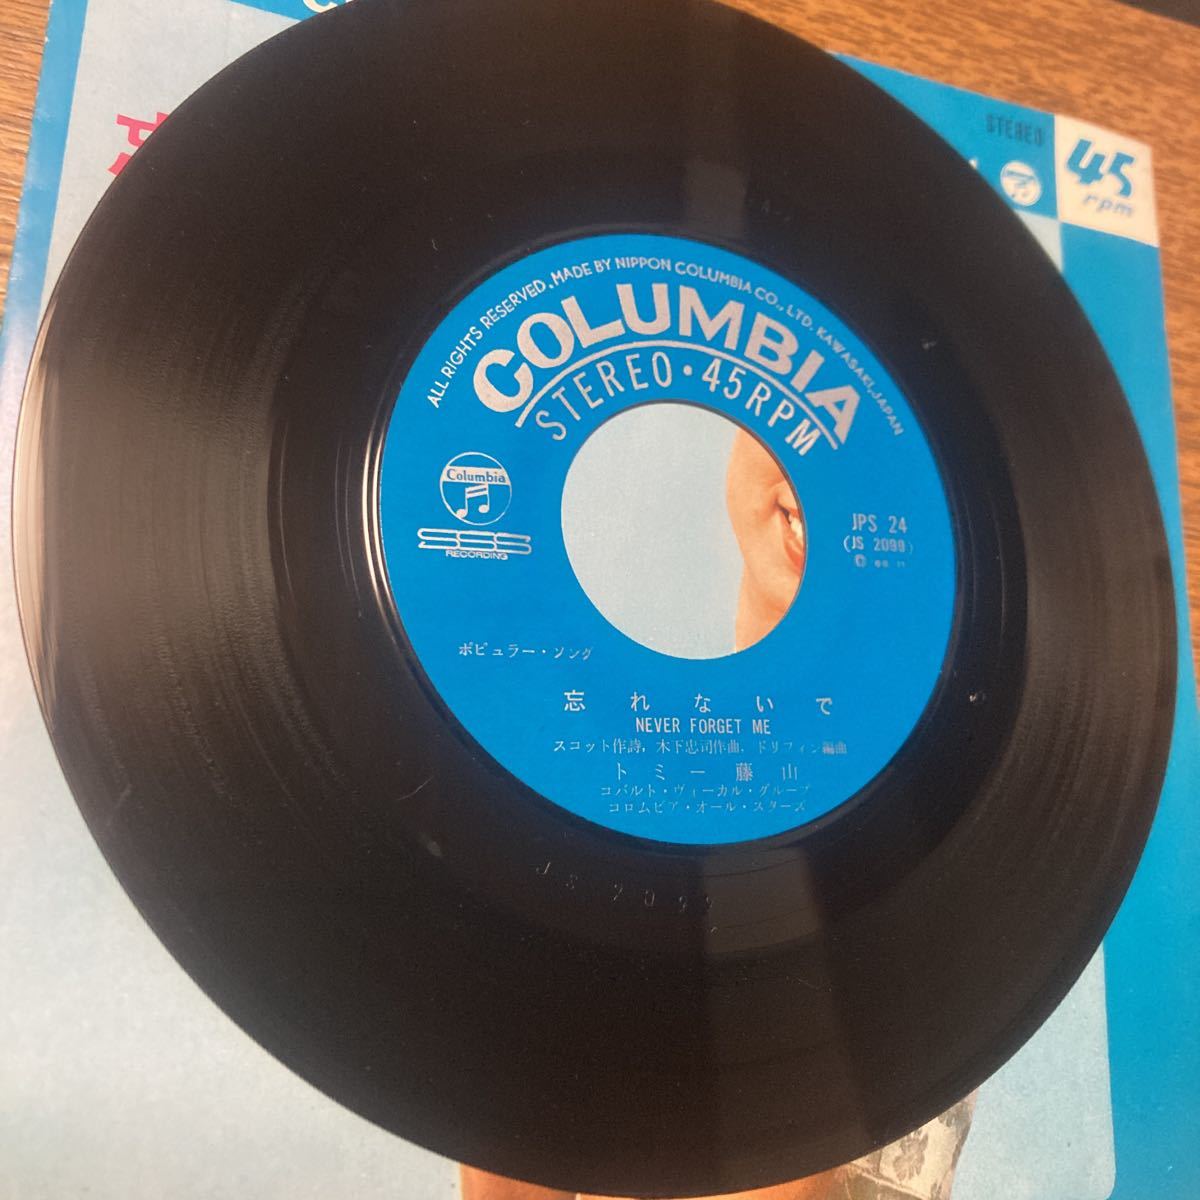 STEREO
45
rpm
ALL RIGHTS RESERVED. MADE BY NIPPON COLUMBIA CO., LTD. KAWASAKI, JAPAN
COLUMBIA
STEREO・45RPM
Columbia
SSS
RECORDING
JPS 24
(JS 2099)
ポピュラー・ソング
忘れないで
NEVER FORGET ME
スコット作詩, 木下忠司作曲, ドリフィン編曲
トミー藤山
コバルト・ヴォーカル・グループ
コロムビア・オール・スターズ
JS 2099